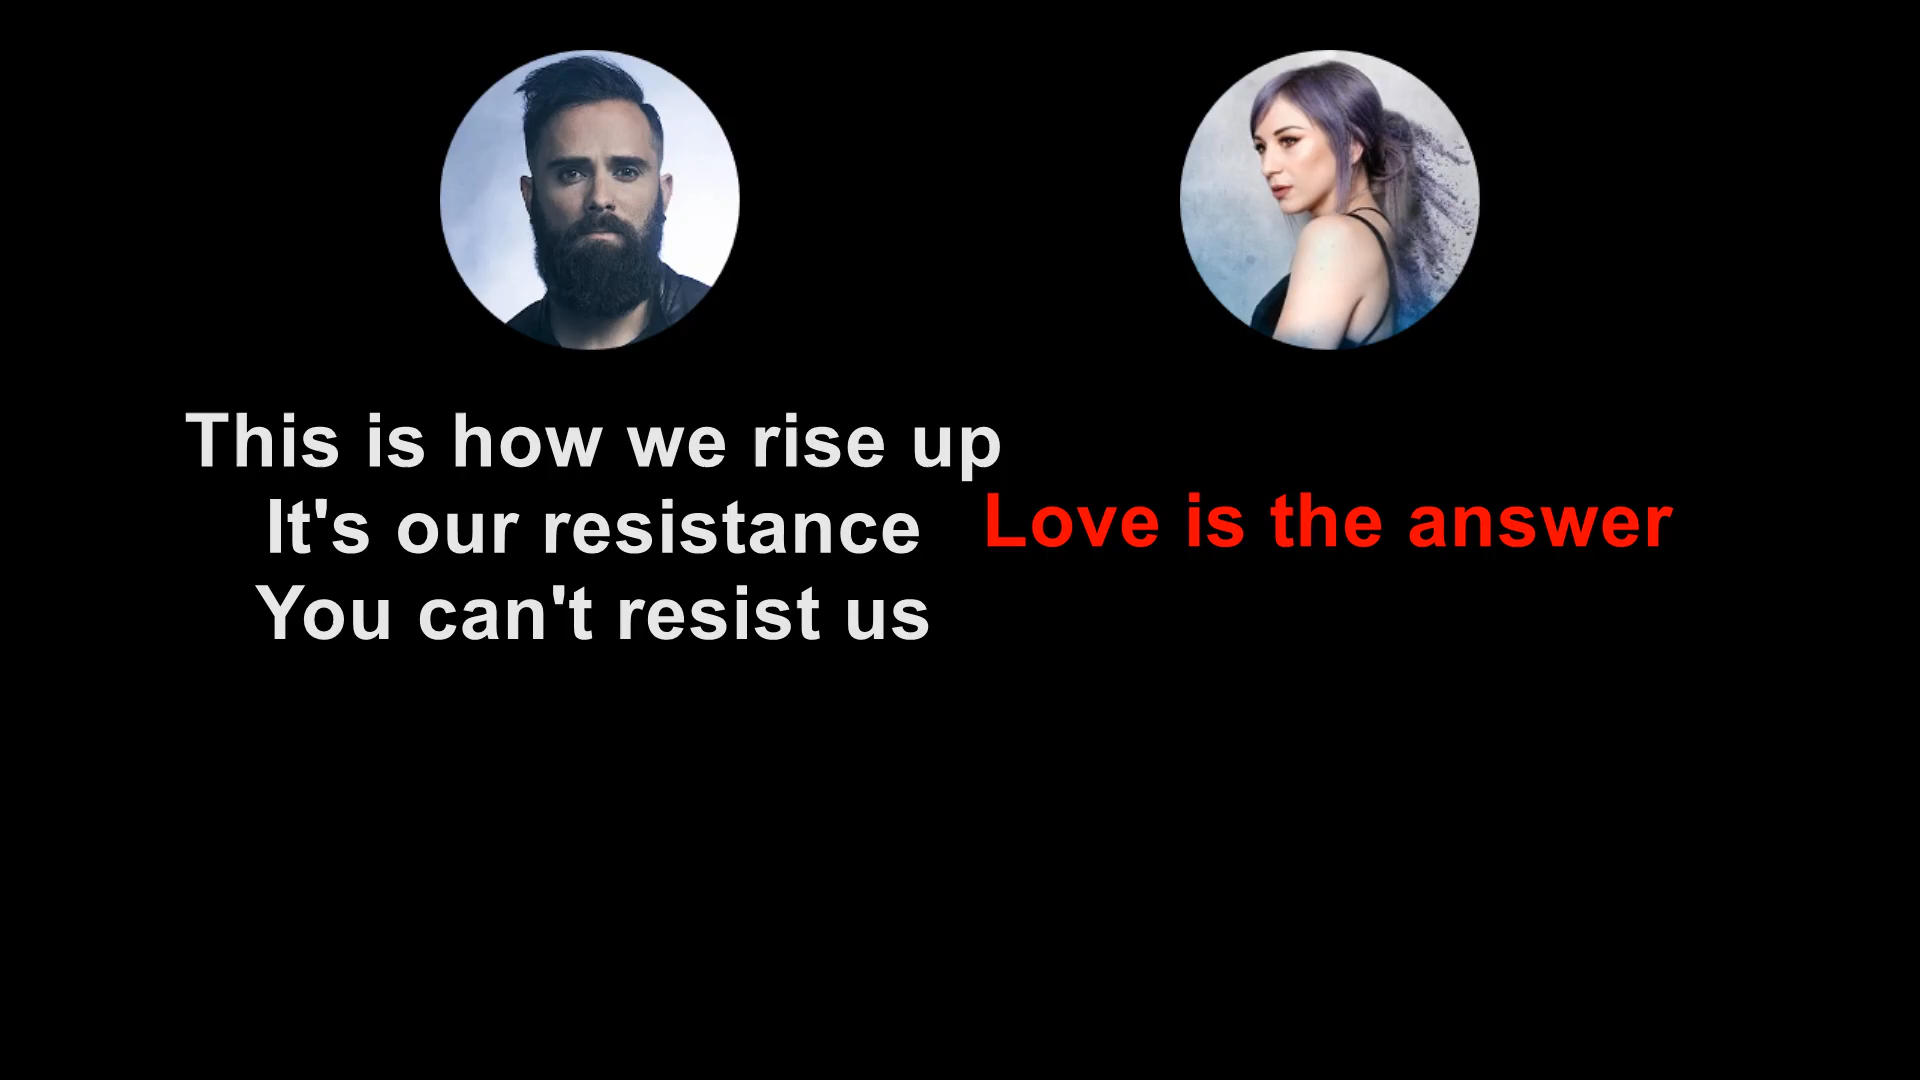 This is how we rise up
It's our resistance
You can't resist us
Love is the answer